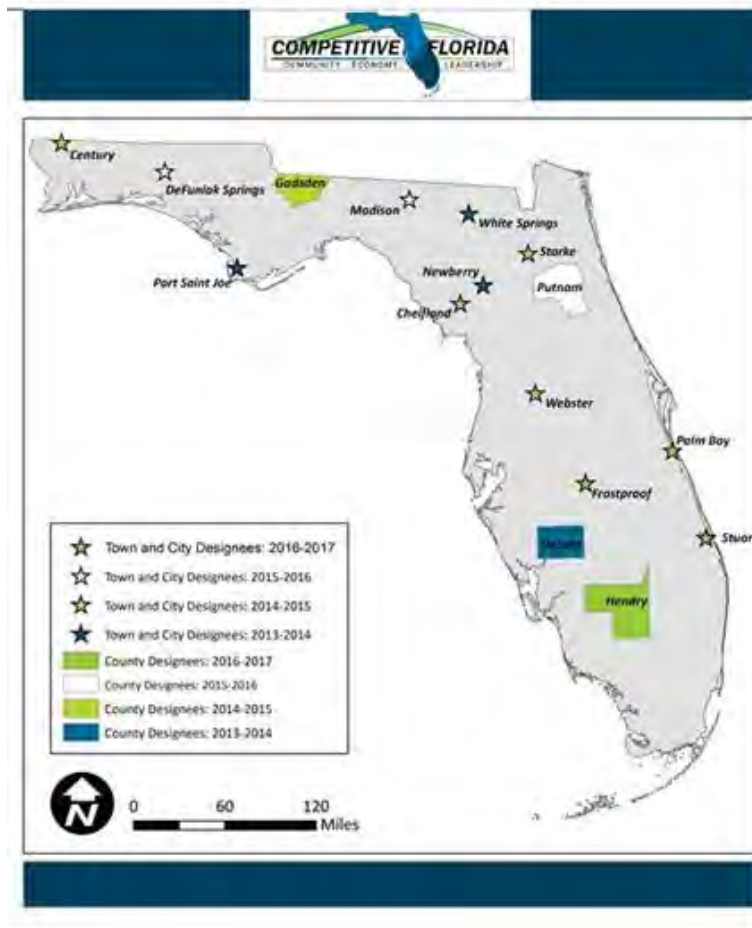 COMPETITIVE FLORIDA
COMMUNITY ECONOMY LEADERSHIP
Century
DeFuniak Springs
Gadsden
Madison
White Springs
Starke
Port Saint Joe
Newberry
Putnam
Cheifland
Webster
Palm Bay
Frostproof
DeSoto
Stuar
Hendry
Town and City Designees: 2016-2017
Town and City Designees: 2015-2016
Town and City Designees: 2014-2015
Town and City Designees: 2013-2014
County Designees: 2016-2017
County Designees: 2015-2016
County Designees: 2014-2015
County Designees: 2013-2014
N
0 60 120
Miles